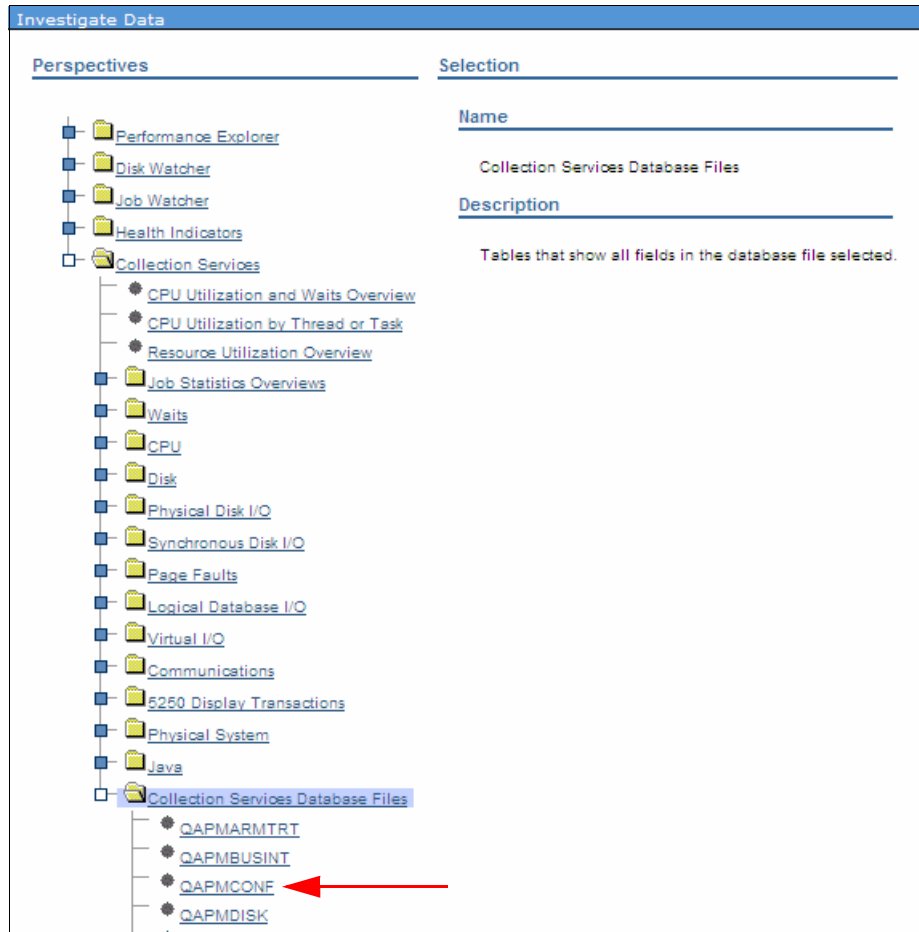 Investigate Data
Perspectives
Performance Explorer
Disk Watcher
Job Watcher
Health Indicators
Collection Services
CPU Utilization and Waits Overview
CPU Utilization by Thread or Task
Resource Utilization Overview
Job Statistics Overviews
Waits
CPU
Disk
Physical Disk I/O
Synchronous Disk I/O
Page Faults
Logical Database I/O
Virtual I/O
Communications
5250 Display Transactions
Physical System
Java
Collection Services Database Files
QAPMARMTRT
QAPMBUSINT
QAPMCONF
QAPMDISK
Selection
Name
Collection Services Database Files
Description
Tables that show all fields in the database file selected.